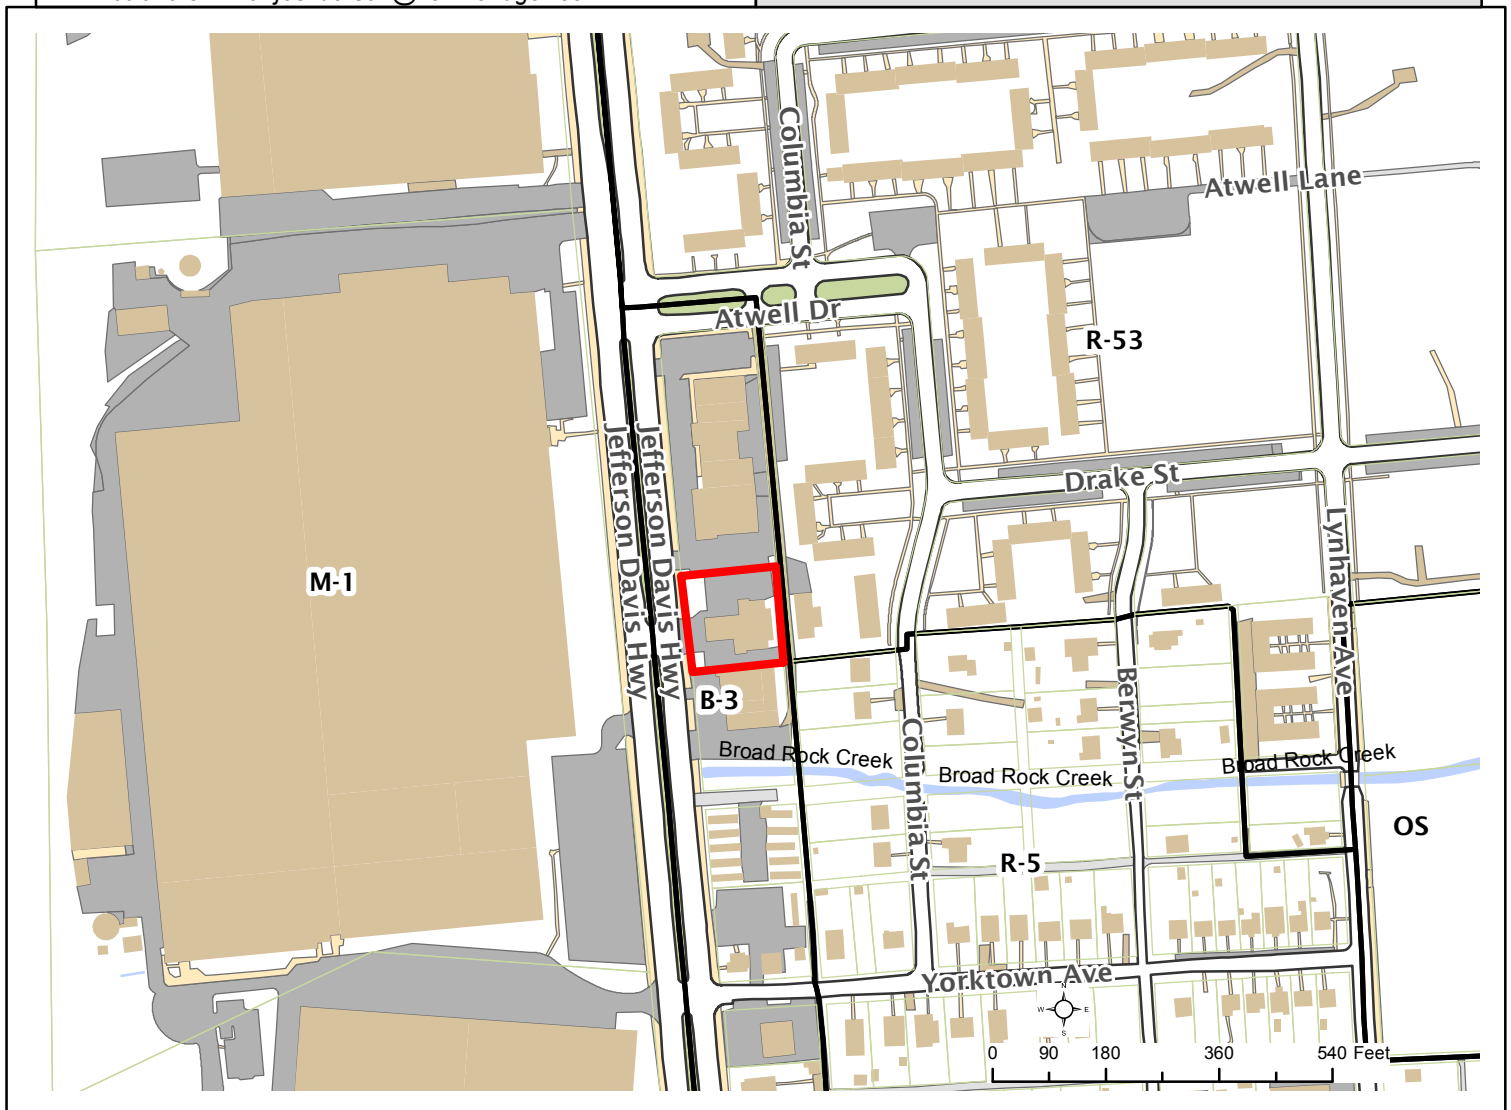 Columbia St
Atwell Lane
Atwell Dr
R-53
Jefferson Davis Hwy
Jefferson Davis Hwy
Drake St
Lynhaven Ave
M-1
B-3
Berwyn St
Broad Rock Creek
Broad Rock Creek
Broad Rock Creek
Columbia St
OS
R-5
Yorktown Ave
N
W E
S
0 90 180 360 540 Feet